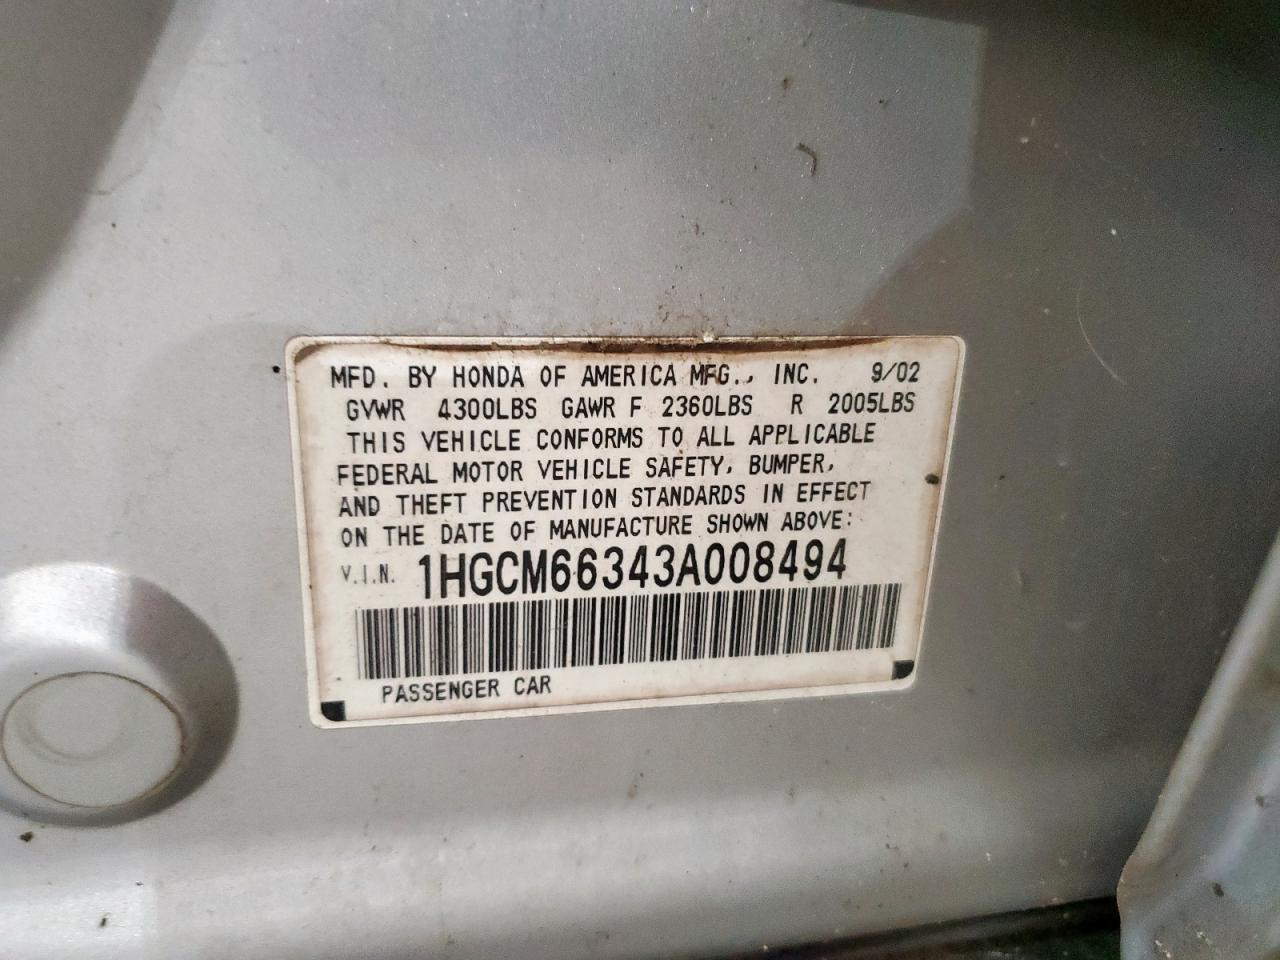 MFD. BY HONDA OF AMERICA MFG., INC. 9/02
GVWR 4300LBS GAWR F 2360LBS R 2005LBS
THIS VEHICLE CONFORMS TO ALL APPLICABLE
FEDERAL MOTOR VEHICLE SAFETY, BUMPER,
AND THEFT PREVENTION STANDARDS IN EFFECT
ON THE DATE OF MANUFACTURE SHOWN ABOVE:
V.I.N. 1HGCM66343A008494
PASSENGER CAR